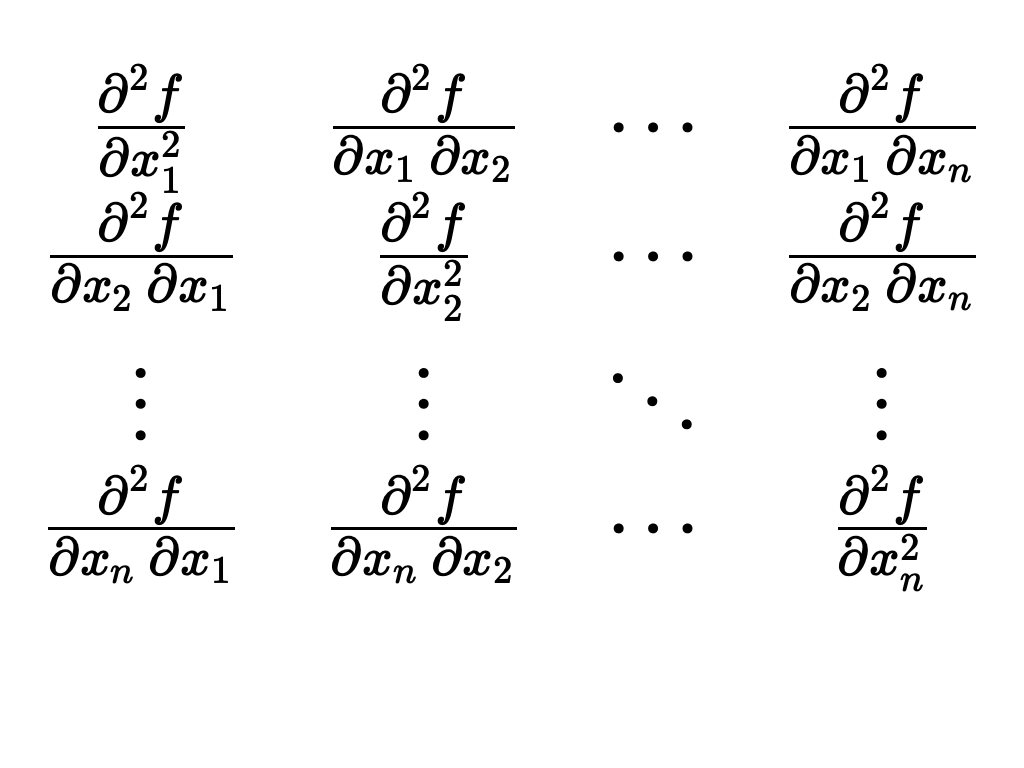 ∂²f/∂x₁² ∂²f/∂x₁ ∂x₂ ⋯ ∂²f/∂x₁ ∂xₙ
∂²f/∂x₂ ∂x₁ ∂²f/∂x₂² ⋯ ∂²f/∂x₂ ∂xₙ
⋮ ⋮ ⋱ ⋮
∂²f/∂xₙ ∂x₁ ∂²f/∂xₙ ∂x₂ ⋯ ∂²f/∂xₙ²